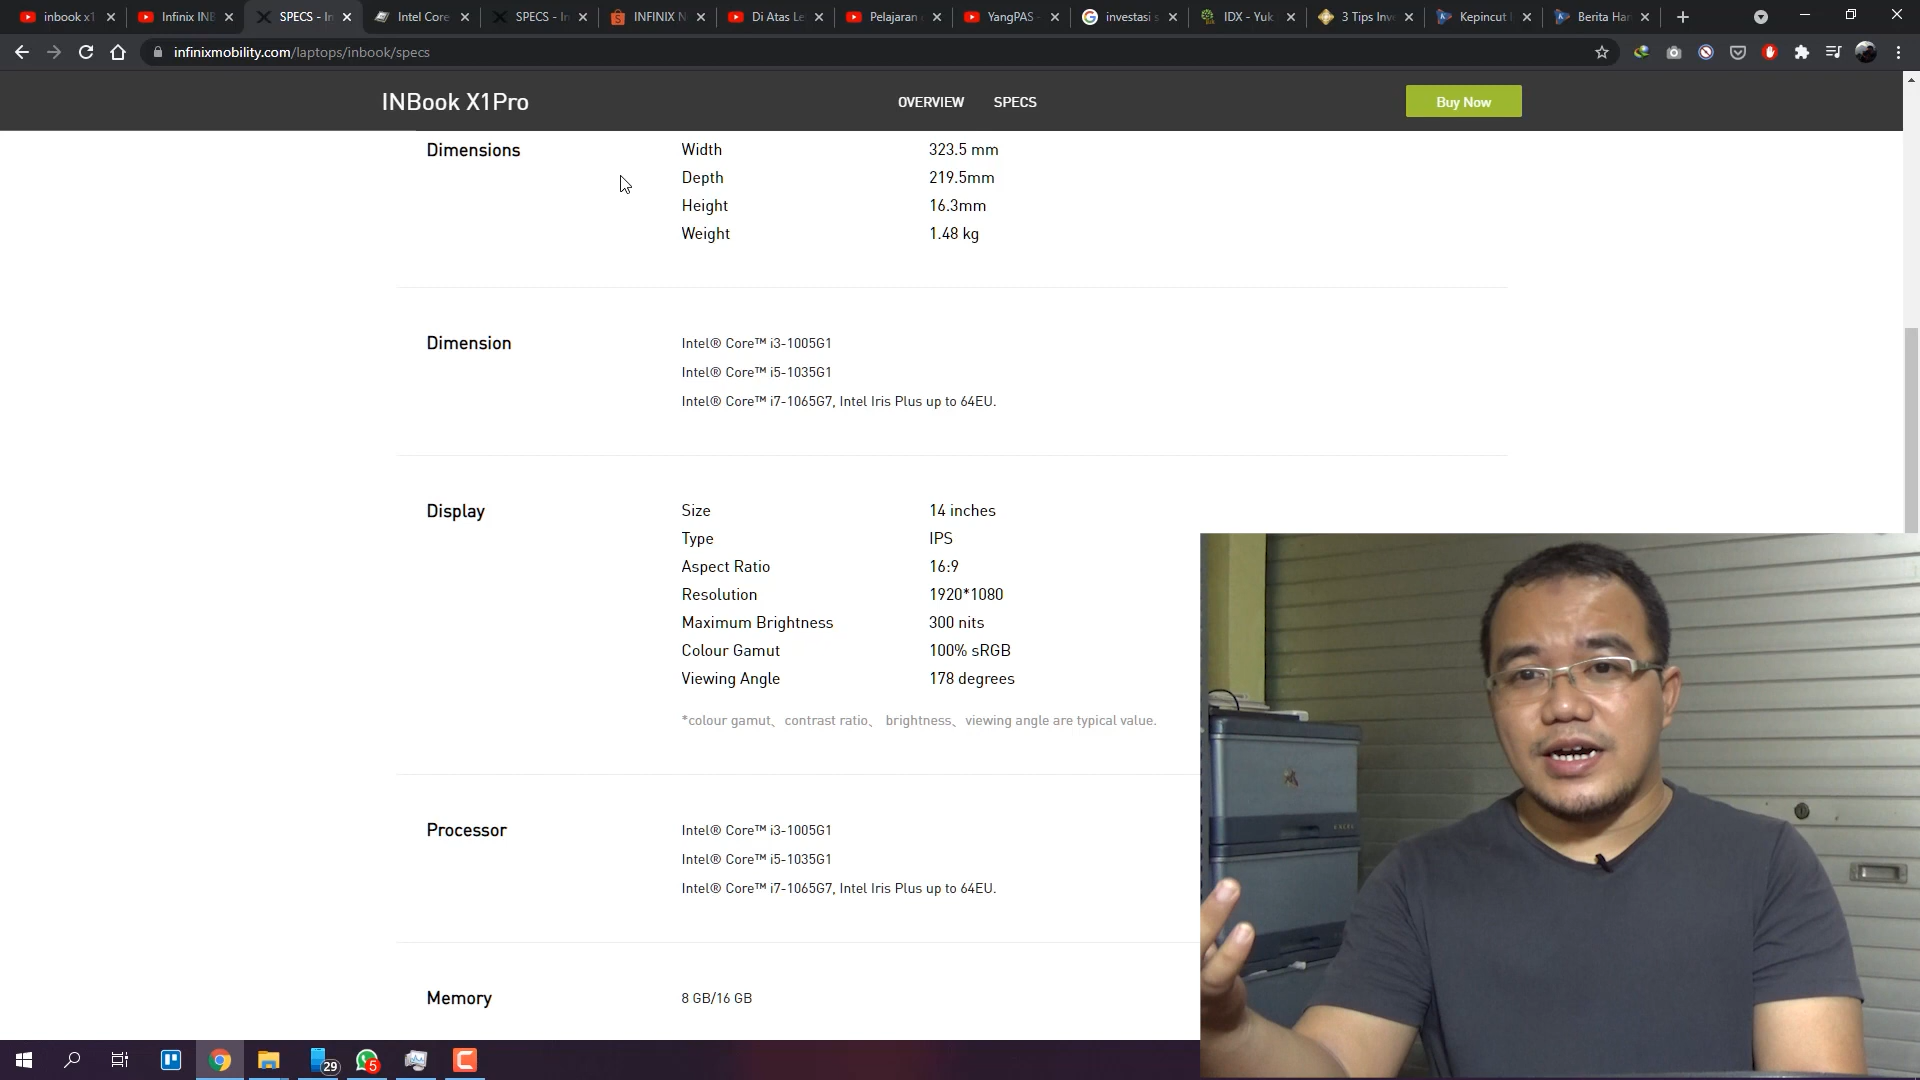 inbook x1
Infinix INB
SPECS - In
Intel Core
SPECS - In
INFINIX N
Di Atas Le
Pelajaran
YangPAS -
investasi s
IDX - Yuk
3 Tips Inv
Kepincut
Berita Har
infinixmobility.com/laptops/inbook/specs
INBook X1Pro
OVERVIEW
SPECS
Buy Now
Dimensions
Width 323.5 mm
Depth 219.5mm
Height 16.3mm
Weight 1.48 kg
Dimension
Intel® Core™ i3-1005G1
Intel® Core™ i5-1035G1
Intel® Core™ i7-1065G7, Intel Iris Plus up to 64EU.
Display
Size 14 inches
Type IPS
Aspect Ratio 16:9
Resolution 1920*1080
Maximum Brightness 300 nits
Colour Gamut 100% sRGB
Viewing Angle 178 degrees
*colour gamut、contrast ratio、 brightness、viewing angle are typical value.
Processor
Intel® Core™ i3-1005G1
Intel® Core™ i5-1035G1
Intel® Core™ i7-1065G7, Intel Iris Plus up to 64EU.
Memory 8 GB/16 GB
29
5